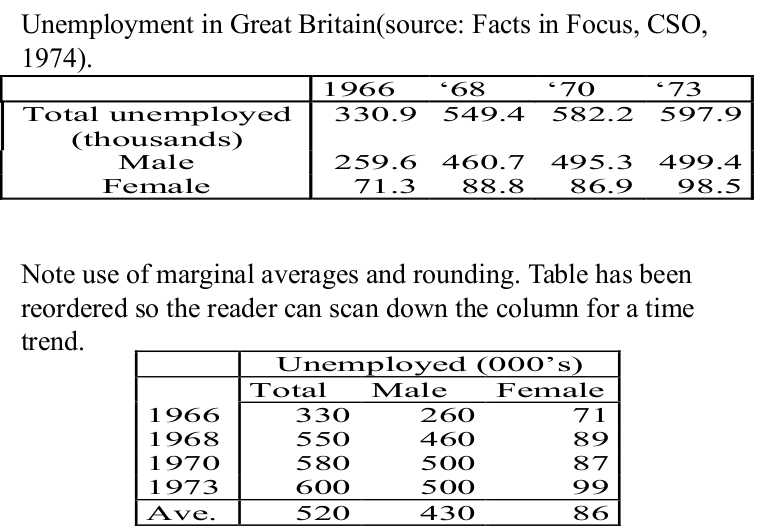 Unemployment in Great Britain(source: Facts in Focus, CSO,
1974).
1966 ‘68 ‘70 ‘73
Total unemployed 330.9 549.4 582.2 597.9
(thousands)
Male 259.6 460.7 495.3 499.4
Female 71.3 88.8 86.9 98.5
Note use of marginal averages and rounding. Table has been
reordered so the reader can scan down the column for a time
trend.
Unemployed (000’s)
Total Male Female
1966 330 260 71
1968 550 460 89
1970 580 500 87
1973 600 500 99
Ave. 520 430 86